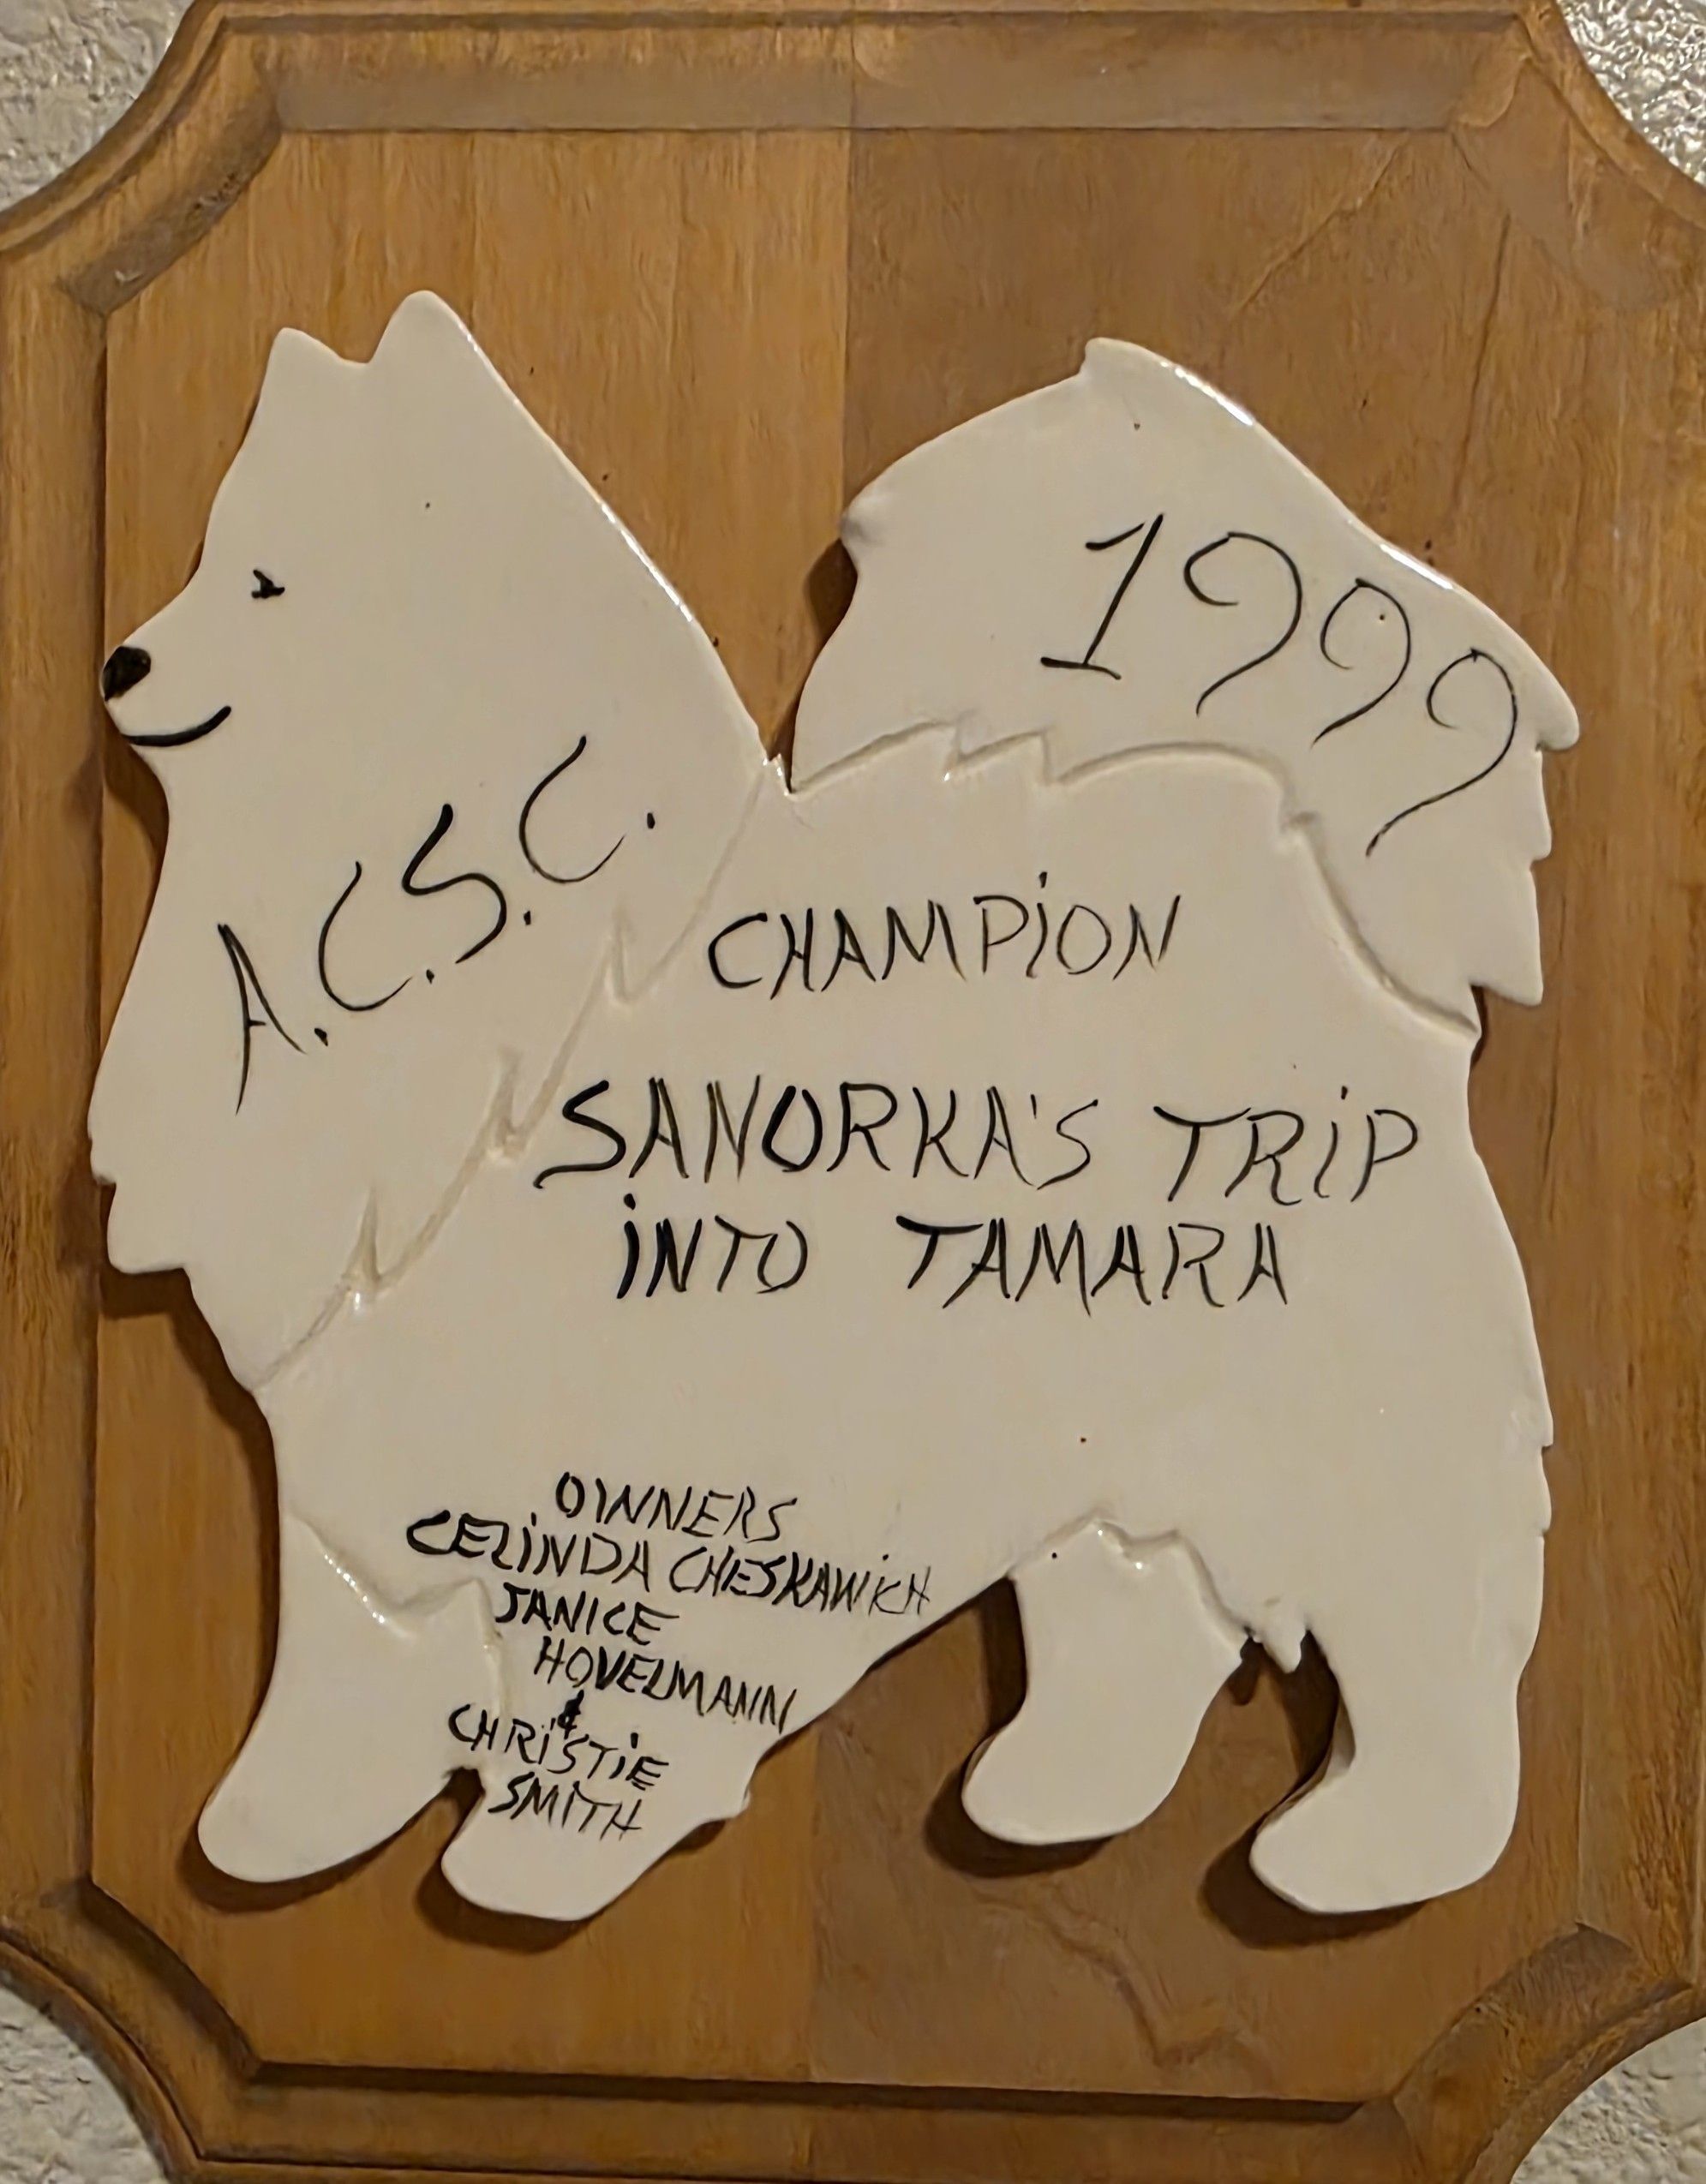 A.C.S.C.
1999
CHAMPION
SANORKA'S TRIP
INTO TAMARA
OWNERS
CELINDA CHESKAWICH
JANICE
HOVELMANN
&
CHRISTIE
SMITH